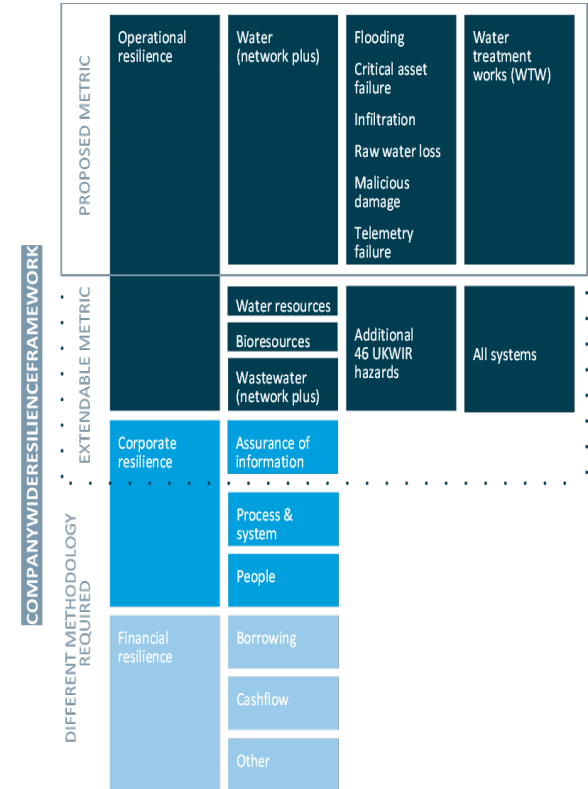 COMPANYWIDERESILIENCEFRAMEWORK
PROPOSED METRIC
Operational
resilience
Water
(network plus)
Flooding
Critical asset
failure
Infiltration
Raw water loss
Malicious
damage
Telemetry
failure
Water
treatment
works (WTW)
EXTENDABLE METRIC
Water resources
Bioresources
Wastewater
(network plus)
Additional
46 UKWIR
hazards
All systems
Corporate
resilience
Assurance of
information
DIFFERENT METHODOLOGY
REQUIRED
Process &
system
People
Financial
resilience
Borrowing
Cashflow
Other